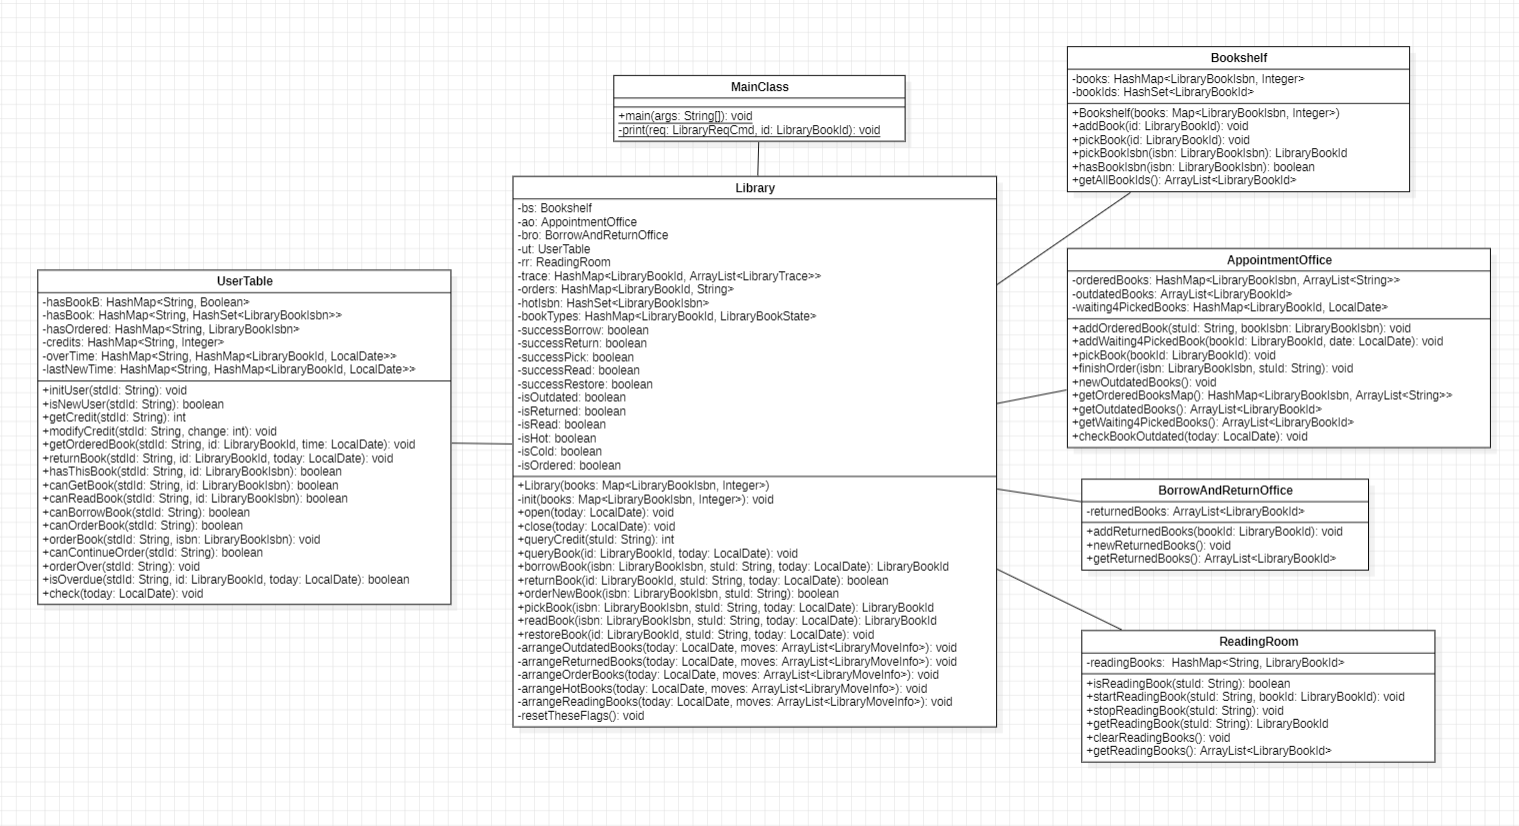 MainClass
+main(args: String[]): void
-print(req: LibraryReqCmd, id: LibraryBookId): void
Library
-bs: Bookshelf
-ao: AppointmentOffice
-bro: BorrowAndReturnOffice
-ut: UserTable
-rr: ReadingRoom
-trace: HashMap<LibraryBookId, ArrayList<LibraryTrace>>
-orders: HashMap<LibraryBookId, String>
-hotIsbn: HashSet<LibraryBookIsbn>
-bookTypes: HashMap<LibraryBookId, LibraryBookState>
-successBorrow: boolean
-successReturn: boolean
-successPick: boolean
-successRead: boolean
-successRestore: boolean
-isOutdated: boolean
-isReturned: boolean
-isRead: boolean
-isHot: boolean
-isCold: boolean
-isOrdered: boolean
+Library(books: Map<LibraryBookIsbn, Integer>)
-init(books: Map<LibraryBookIsbn, Integer>): void
+open(today: LocalDate): void
+close(today: LocalDate): void
+queryCredit(stuId: String): int
+queryBook(id: LibraryBookId, today: LocalDate): void
+borrowBook(isbn: LibraryBookIsbn, stuId: String, today: LocalDate): LibraryBookId
+returnBook(id: LibraryBookId, stuId: String, today: LocalDate): boolean
+orderNewBook(isbn: LibraryBookIsbn, stuId: String): boolean
+pickBook(isbn: LibraryBookIsbn, stuId: String, today: LocalDate): LibraryBookId
+readBook(isbn: LibraryBookIsbn, stuId: String, today: LocalDate): LibraryBookId
+restoreBook(id: LibraryBookId, stuId: String, today: LocalDate): void
-arrangeOutdatedBooks(today: LocalDate, moves: ArrayList<LibraryMoveInfo>): void
-arrangeReturnedBooks(today: LocalDate, moves: ArrayList<LibraryMoveInfo>): void
-arrangeOrderBooks(today: LocalDate, moves: ArrayList<LibraryMoveInfo>): void
-arrangeHotBooks(today: LocalDate, moves: ArrayList<LibraryMoveInfo>): void
-arrangeReadingBooks(today: LocalDate, moves: ArrayList<LibraryMoveInfo>): void
-resetTheseFlags(): void
UserTable
-hasBookB: HashMap<String, Boolean>
-hasBook: HashMap<String, HashSet<LibraryBookIsbn>>
-hasOrdered: HashMap<String, LibraryBookIsbn>
-credits: HashMap<String, Integer>
-overTime: HashMap<String, HashMap<LibraryBookId, LocalDate>>
-lastNewTime: HashMap<String, HashMap<LibraryBookId, LocalDate>>
+initUser(stdId: String): void
+isNewUser(stdId: String): boolean
+getCredit(stdId: String): int
+modifyCredit(stdId: String, change: int): void
+getOrderedBook(stdId: String, id: LibraryBookId, time: LocalDate): void
+returnBook(stdId: String, id: LibraryBookId, today: LocalDate): void
+hasThisBook(stdId: String, id: LibraryBookIsbn): boolean
+canGetBook(stdId: String, id: LibraryBookIsbn): boolean
+canReadBook(stdId: String, id: LibraryBookIsbn): boolean
+canBorrowBook(stdId: String): boolean
+canOrderBook(stdId: String): boolean
+orderBook(stdId: String, isbn: LibraryBookIsbn): void
+canContinueOrder(stdId: String): boolean
+orderOver(stdId: String): void
+isOverdue(stdId: String, id: LibraryBookId, today: LocalDate): boolean
+check(today: LocalDate): void
Bookshelf
-books: HashMap<LibraryBookIsbn, Integer>
-bookIds: HashSet<LibraryBookId>
+Bookshelf(books: Map<LibraryBookIsbn, Integer>)
+addBook(id: LibraryBookId): void
+pickBook(id: LibraryBookId): void
+pickBookIsbn(isbn: LibraryBookIsbn): LibraryBookId
+hasBookIsbn(isbn: LibraryBookIsbn): boolean
+getAllBookIds(): ArrayList<LibraryBookId>
AppointmentOffice
-orderedBooks: HashMap<LibraryBookIsbn, ArrayList<String>>
-outdatedBooks: ArrayList<LibraryBookId>
-waiting4PickedBooks: HashMap<LibraryBookId, LocalDate>
+addOrderedBook(stuId: String, bookIsbn: LibraryBookIsbn): void
+addWaiting4PickedBook(bookId: LibraryBookId, date: LocalDate): void
+pickBook(bookId: LibraryBookId): void
+finishOrder(isbn: LibraryBookIsbn, stuId: String): void
+newOutdatedBooks(): void
+getOrderedBooksMap(): HashMap<LibraryBookIsbn, ArrayList<String>>
+getOutdatedBooks(): ArrayList<LibraryBookId>
+getWaiting4PickedBooks(): ArrayList<LibraryBookId>
+checkBookOutdated(today: LocalDate): void
BorrowAndReturnOffice
-returnedBooks: ArrayList<LibraryBookId>
+addReturnedBooks(bookId: LibraryBookId): void
+newReturnedBooks(): void
+getReturnedBooks(): ArrayList<LibraryBookId>
ReadingRoom
-readingBooks: HashMap<String, LibraryBookId>
+isReadingBook(stuId: String): boolean
+startReadingBook(stuId: String, bookId: LibraryBookId): void
+stopReadingBook(stuId: String): void
+getReadingBook(stuId: String): LibraryBookId
+clearReadingBooks(): void
+getReadingBooks(): ArrayList<LibraryBookId>